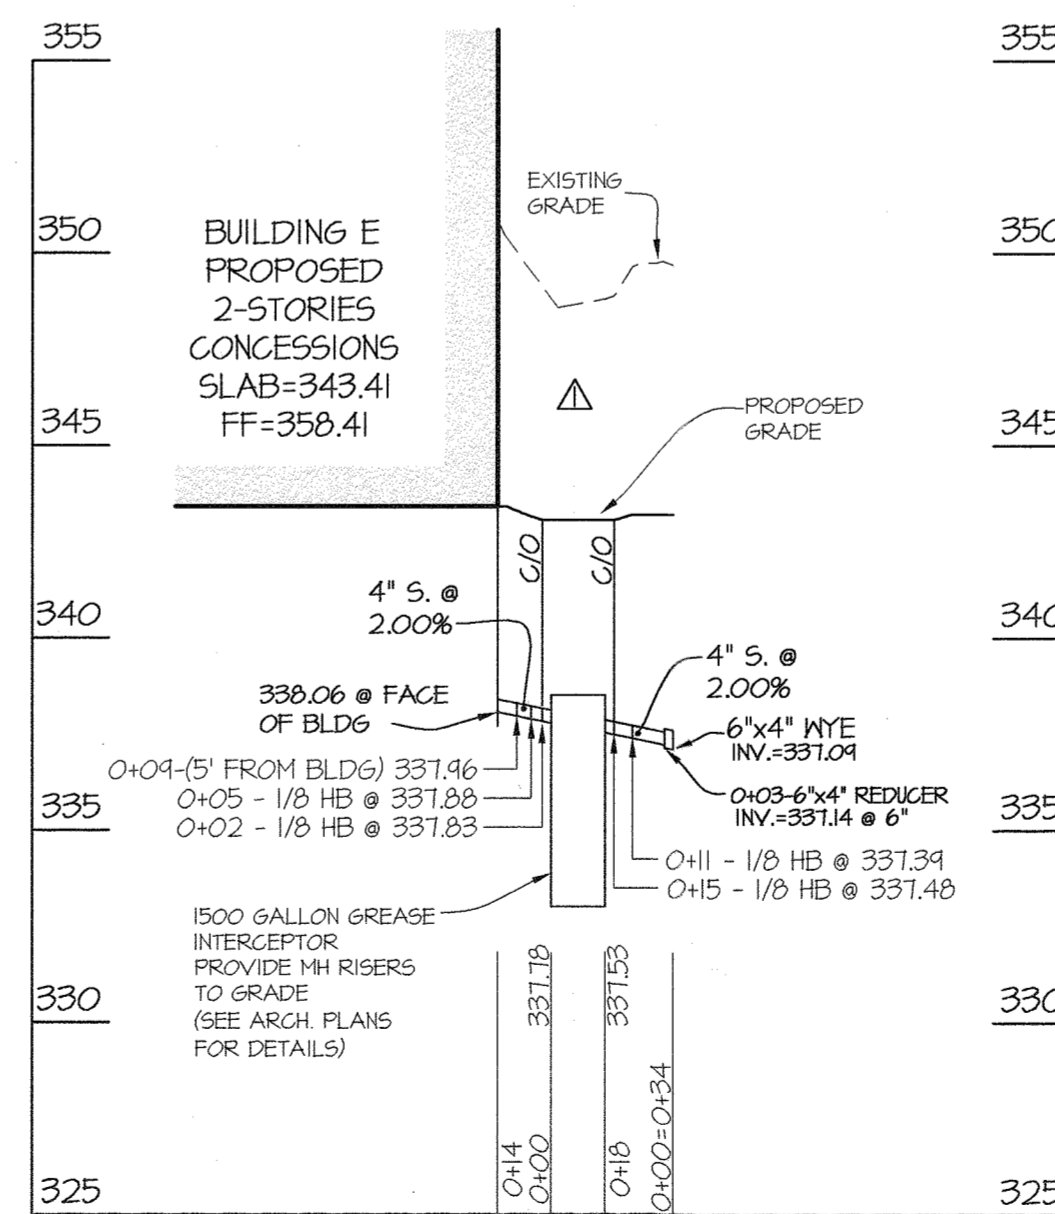 355
355
EXISTING
GRADE
350
350
BUILDING E
PROPOSED
2-STORIES
CONCESSIONS
SLAB=343.41
FF=358.41
1
PROPOSED
GRADE
345
345
C/O
C/O
4" S. @
2.00%
340
340
4" S. @
2.00%
338.06 @ FACE
OF BLDG
6"x4" WYE
INV.=337.09
0+09-(5' FROM BLDG) 337.96
0+05 - 1/8 HB @ 337.88
0+02 - 1/8 HB @ 337.83
0+03-6"x4" REDUCER
INV.=337.14 @ 6"
335
335
0+11 - 1/8 HB @ 337.39
0+15 - 1/8 HB @ 337.48
1500 GALLON GREASE
INTERCEPTOR
PROVIDE MH RISERS
TO GRADE
(SEE ARCH. PLANS
FOR DETAILS)
337.78
337.53
330
330
0+14
0+00
0+18
0+00=0+34
325
325